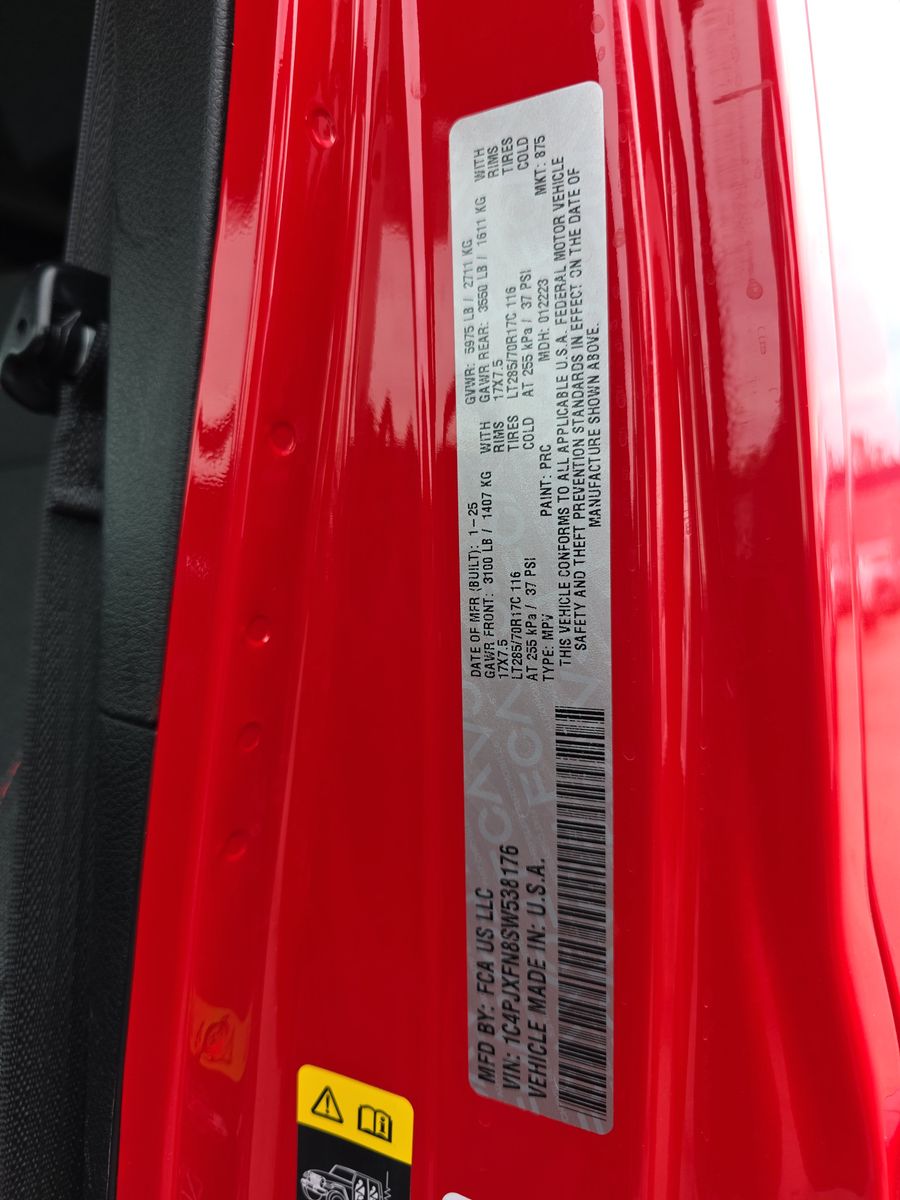 MFD BY: FCA US LLC
DATE OF MFR (BUILT): 1-25
GVWR: 5975 LB / 2711 KG
GAWR FRONT: 3100 LB / 1407 KG WITH
GAWR REAR: 3550 LB / 1611 KG WITH
17X7.5 RIMS
17X7.5 RIMS
LT285/70R17C 116 TIRES
LT285/70R17C 116 TIRES
AT 255 kPa / 37 PSI COLD
AT 255 kPa / 37 PSI COLD
VIN: 1C4PJXFN8SW538176
TYPE: MPV PAINT: PRC MDH: 012223 MKT: 875
VEHICLE MADE IN: U.S.A.
THIS VEHICLE CONFORMS TO ALL APPLICABLE U.S.A. FEDERAL MOTOR VEHICLE
SAFETY AND THEFT PREVENTION STANDARDS IN EFFECT ON THE DATE OF
MANUFACTURE SHOWN ABOVE.